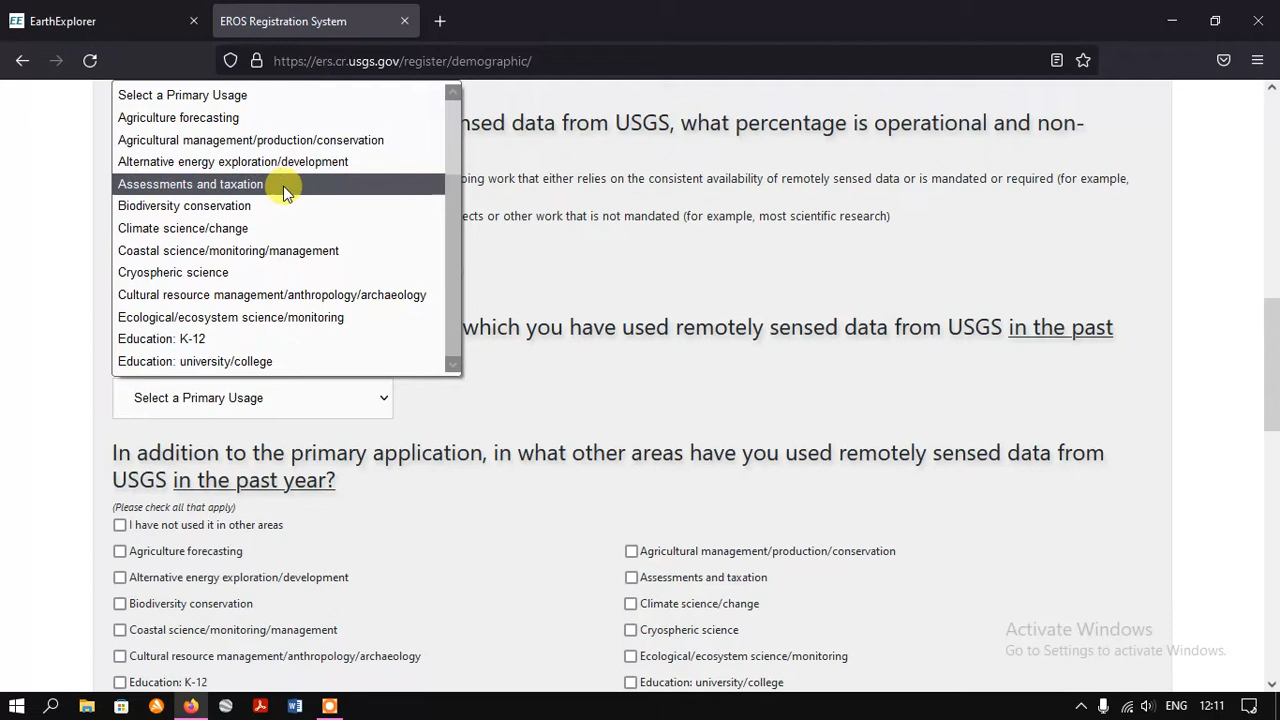 EarthExplorer
EROS Registration System
https://ers.cr.usgs.gov/register/demographic/
Select a Primary Usage
Agriculture forecasting
Agricultural management/production/conservation
Alternative energy exploration/development
Assessments and taxation
Biodiversity conservation
Climate science/change
Coastal science/monitoring/management
Cryospheric science
Cultural resource management/anthropology/archaeology
Ecological/ecosystem science/monitoring
Education: K-12
Education: university/college
nsed data from USGS, what percentage is operational and non-
ing work that either relies on the consistent availability of remotely sensed data or is mandated or required (for example,
ects or other work that is not mandated (for example, most scientific research)
which you have used remotely sensed data from USGS in the past
Select a Primary Usage
In addition to the primary application, in what other areas have you used remotely sensed data from
USGS in the past year?
(Please check all that apply)
I have not used it in other areas
Agriculture forecasting
Agricultural management/production/conservation
Alternative energy exploration/development
Assessments and taxation
Biodiversity conservation
Climate science/change
Coastal science/monitoring/management
Cryospheric science
Cultural resource management/anthropology/archaeology
Ecological/ecosystem science/monitoring
Education: K-12
Education: university/college
Activate Windows
Go to Settings to activate Windows.
ENG
12:11